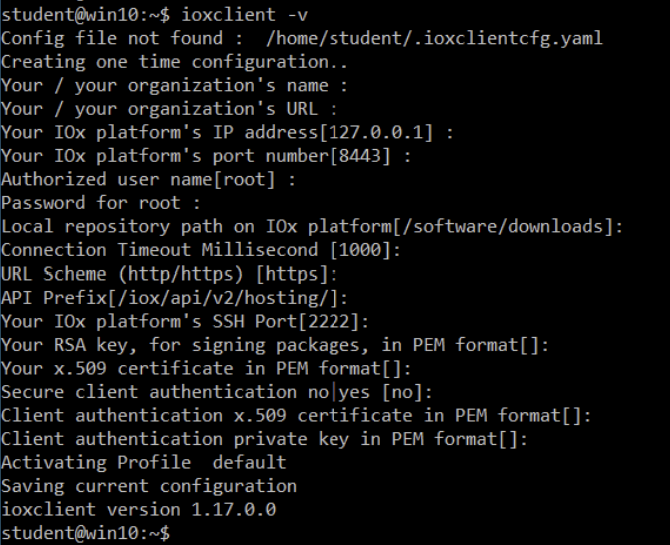 student@win10:~$ ioxclient -v
Config file not found :  /home/student/.ioxclientcfg.yaml
Creating one time configuration..
Your / your organization's name :
Your / your organization's URL :
Your IOx platform's IP address[127.0.0.1] :
Your IOx platform's port number[8443] :
Authorized user name[root] :
Password for root :
Local repository path on IOx platform[/software/downloads]:
Connection Timeout Millisecond [1000]:
URL Scheme (http/https) [https]:
API Prefix[/iox/api/v2/hosting/]:
Your IOx platform's SSH Port[2222]:
Your RSA key, for signing packages, in PEM format[]:
Your x.509 certificate in PEM format[]:
Secure client authentication no|yes [no]:
Client authentication x.509 certificate in PEM format[]:
Client authentication private key in PEM format[]:
Activating Profile  default
Saving current configuration
ioxclient version 1.17.0.0
student@win10:~$